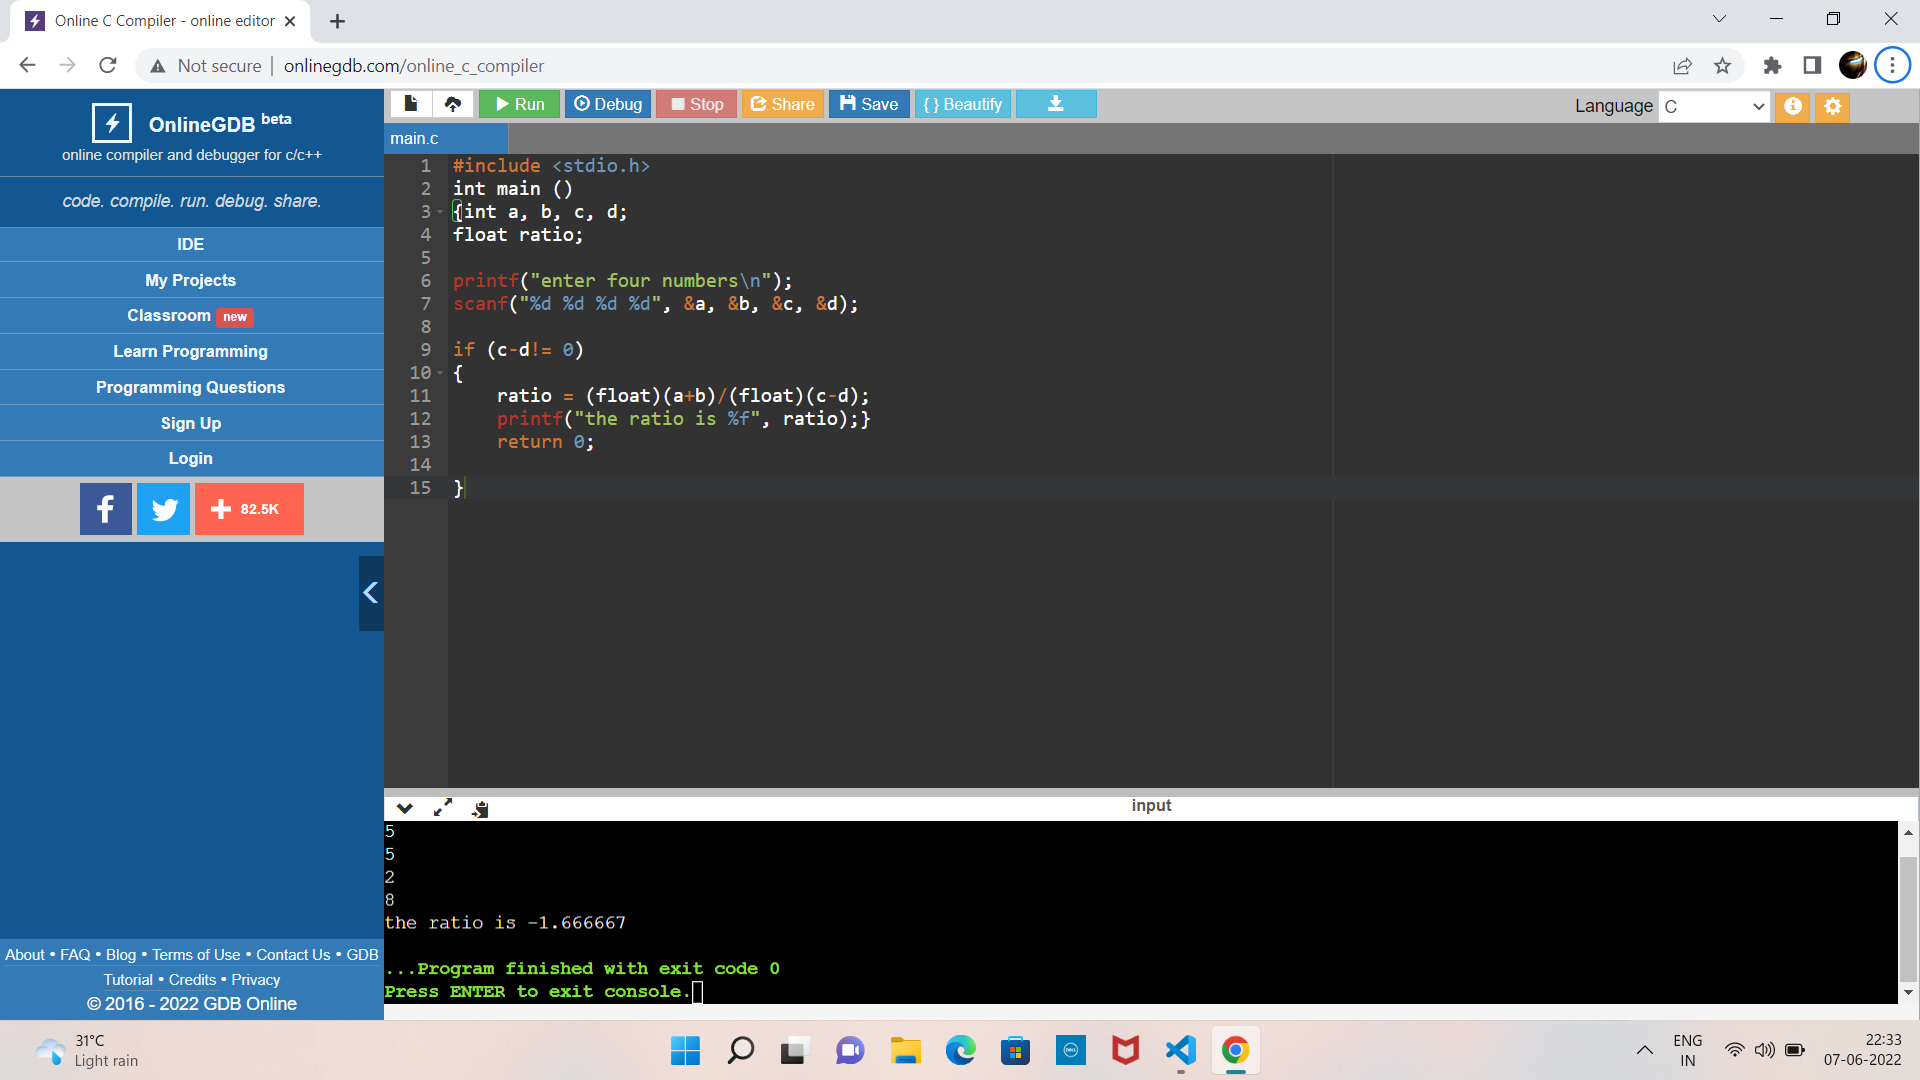 Online C Compiler - online editor
Not secure | onlinegdb.com/online_c_compiler
OnlineGDB beta
online compiler and debugger for c/c++
code. compile. run. debug. share.
IDE
My Projects
Classroom new
Learn Programming
Programming Questions
Sign Up
Login
82.5K
About • FAQ • Blog • Terms of Use • Contact Us • GDB
Tutorial • Credits • Privacy
© 2016 - 2022 GDB Online
Run Debug Stop Share Save { } Beautify
Language C
main.c
1 #include <stdio.h>
2 int main ()
3 {int a, b, c, d;
4 float ratio;
5
6 printf("enter four numbers\n");
7 scanf("%d %d %d %d", &a, &b, &c, &d);
8
9 if (c-d!= 0)
10 {
11     ratio = (float)(a+b)/(float)(c-d);
12     printf("the ratio is %f", ratio);}
13     return 0;
14
15 }
input
5
5
2
8
the ratio is -1.666667
...Program finished with exit code 0
Press ENTER to exit console.
31°C
Light rain
DELL
ENG
IN
22:33
07-06-2022